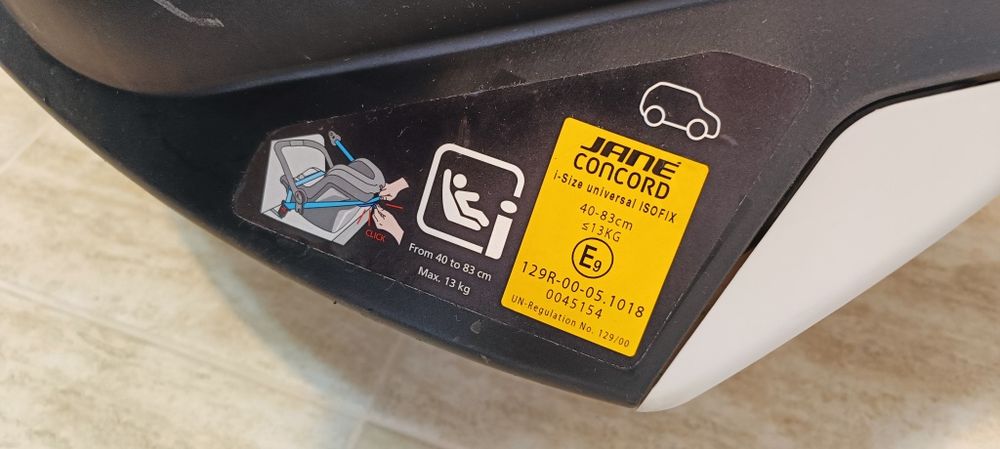 CLICK
From 40 to 83 cm
Max. 13 kg
i
JANÉ
CONCORD
i-Size universal ISOFIX
40-83cm
≤13KG
E9
129R-00-05.1018
0045154
UN-Regulation No. 129/00